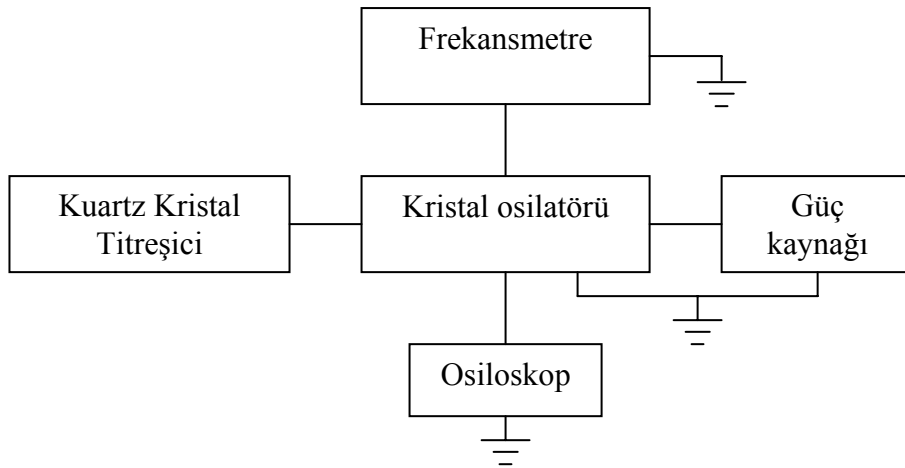 Frekansmetre
Kuartz Kristal
Titreşici
Kristal osilatörü
Güç
kaynağı
Osiloskop